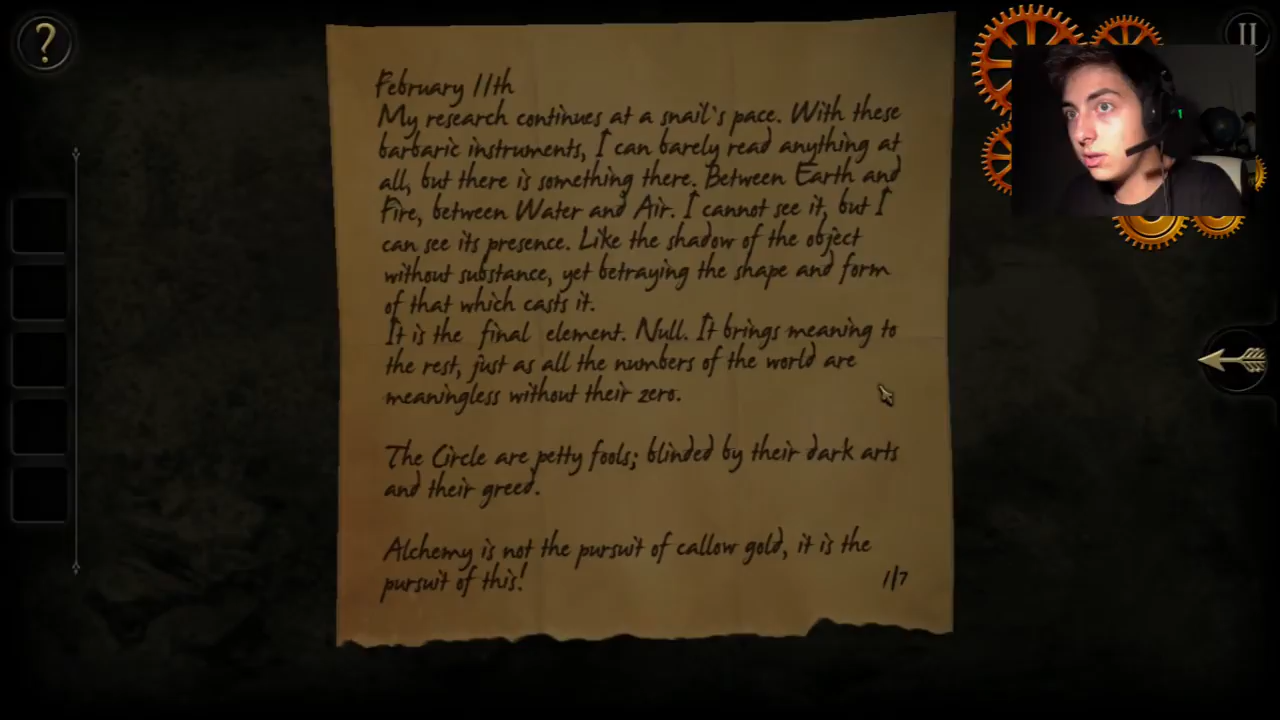 ?
II
February 11th
My research continues at a snail's pace. With these
barbaric instruments, I can barely read anything at
all, but there is something there. Between Earth and
Fire, between Water and Air. I cannot see it, but I
can see its presence. Like the shadow of the object
without substance, yet betraying the shape and form
of that which casts it.
It is the final element. Null. It brings meaning to
the rest, just as all the numbers of the world are
meaningless without their zero.
The Circle are petty fools; blinded by their dark arts
and their greed.
Alchemy is not the pursuit of callow gold, it is the
pursuit of this!
1/7